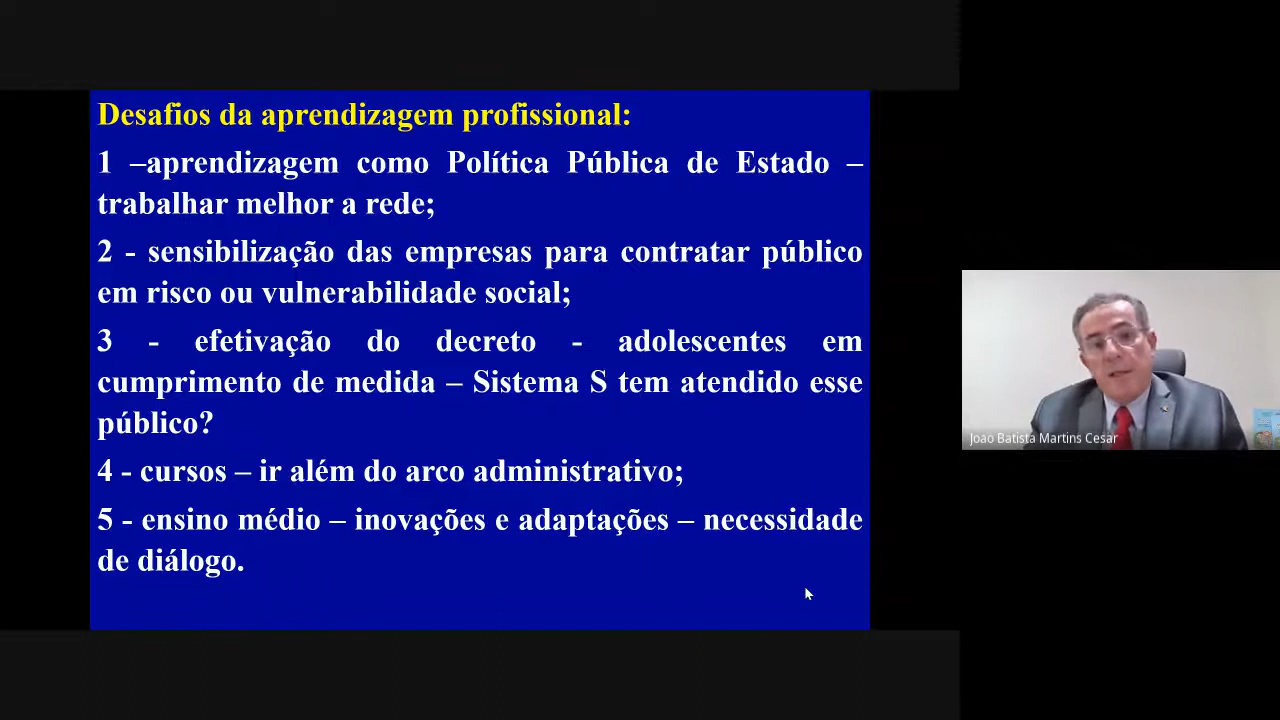 Desafios da aprendizagem profissional:
1 –aprendizagem como Política Pública de Estado –
trabalhar melhor a rede;
2 - sensibilização das empresas para contratar público
em risco ou vulnerabilidade social;
3 - efetivação do decreto - adolescentes em
cumprimento de medida – Sistema S tem atendido esse
público?
4 - cursos – ir além do arco administrativo;
5 - ensino médio – inovações e adaptações – necessidade
de diálogo.
João Batista Martins Cesar